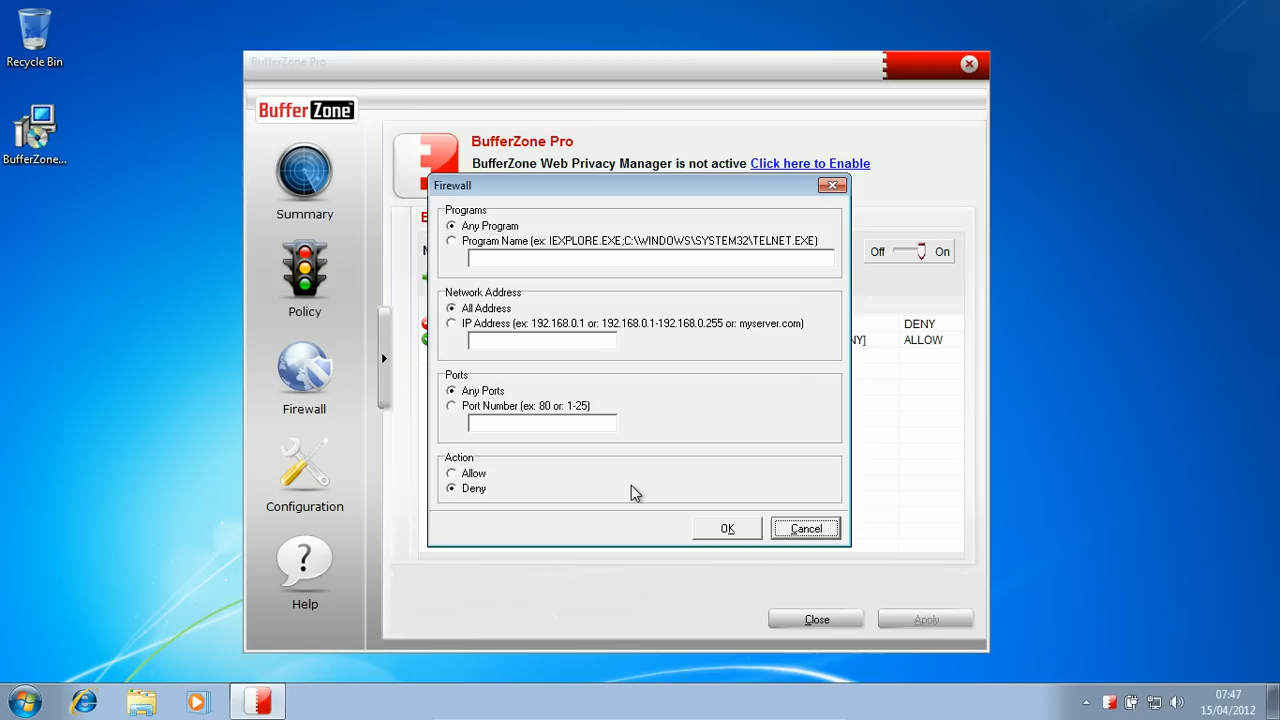 Recycle Bin
BufferZone...
BufferZone Pro
BufferZone
Summary
Policy
Firewall
Configuration
Help
BufferZone Pro
BufferZone Web Privacy Manager is not active Click here to Enable
Off On
DENY
ALLOW
Firewall
Programs
Any Program
Program Name (ex: IEXPLORE.EXE;C:\WINDOWS\SYSTEM32\TELNET.EXE)
Network Address
All Address
IP Address (ex: 192.168.0.1 or: 192.168.0.1-192.168.0.255 or: myserver.com)
Ports
Any Ports
Port Number (ex: 80 or: 1-25)
Action
Allow
Deny
OK
Cancel
Close
Apply
07:47
15/04/2012